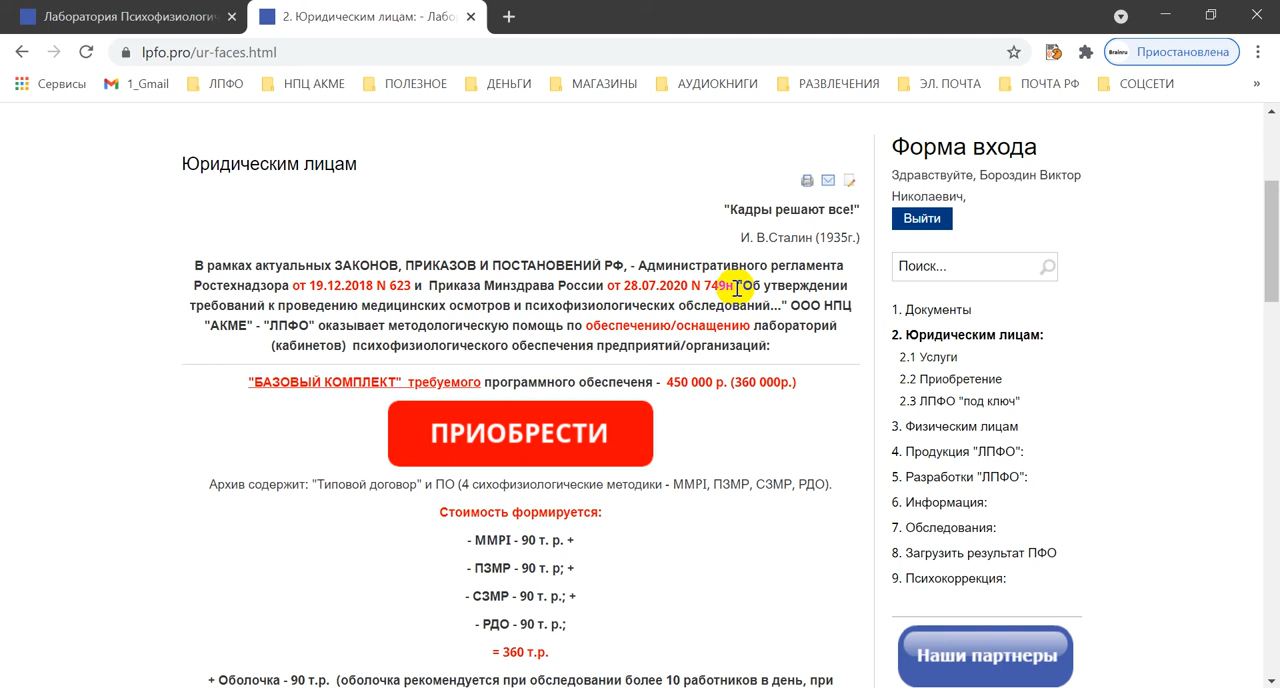 Лаборатория Психофизиологич
2. Юридическим лицам: - Лабо
lpfo.pro/ur-faces.html
Brainru Приостановлена
Сервисы 1_Gmail ЛПФО НПЦ АКМЕ ПОЛЕЗНОЕ ДЕНЬГИ МАГАЗИНЫ АУДИОКНИГИ РАЗВЛЕЧЕНИЯ ЭЛ. ПОЧТА ПОЧТА РФ СОЦСЕТИ »
Юридическим лицам
"Кадры решают все!"
И. В.Сталин (1935г.)
В рамках актуальных ЗАКОНОВ, ПРИКАЗОВ И ПОСТАНОВЕНИЙ РФ, - Административного регламента
Ростехнадзора от 19.12.2018 N 623 и Приказа Минздрава России от 28.07.2020 N 749н "Об утверждении
требований к проведению медицинских осмотров и психофизиологических обследований..." ООО НПЦ
"АКМЕ" - "ЛПФО" оказывает методологическую помощь по обеспечению/оснащению лабораторий
(кабинетов) психофизиологического обеспечения предприятий/организаций:
"БАЗОВЫЙ КОМПЛЕКТ" требуемого программного обеспеченя - 450 000 р. (360 000р.)
ПРИОБРЕСТИ
Архив содержит: "Типовой договор" и ПО (4 сихофизиологические методики - MMPI, ПЗМР, СЗМР, РДО).
Стоимость формируется:
- MMPI - 90 т. р. +
- ПЗМР - 90 т. р; +
- СЗМР - 90 т. р.; +
- РДО - 90 т. р.;
= 360 т.р.
+ Оболочка - 90 т.р. (оболочка рекомендуется при обследовании более 10 работников в день, при
Форма входа
Здравствуйте, Бороздин Виктор
Николаевич,
Выйти
Поиск...
1. Документы
2. Юридическим лицам:
2.1 Услуги
2.2 Приобретение
2.3 ЛПФО "под ключ"
3. Физическим лицам
4. Продукция "ЛПФО":
5. Разработки "ЛПФО":
6. Информация:
7. Обследования:
8. Загрузить результат ПФО
9. Психокоррекция:
Наши партнеры